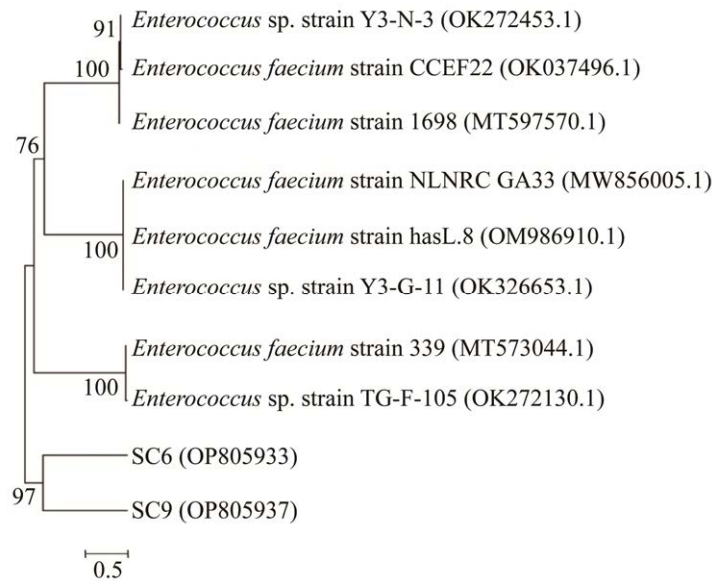 91
Enterococcus sp. strain Y3-N-3 (OK272453.1)
100
Enterococcus faecium strain CCEF22 (OK037496.1)
Enterococcus faecium strain 1698 (MT597570.1)
76
Enterococcus faecium strain NLNRC GA33 (MW856005.1)
Enterococcus faecium strain hasL.8 (OM986910.1)
100
Enterococcus sp. strain Y3-G-11 (OK326653.1)
Enterococcus faecium strain 339 (MT573044.1)
100
Enterococcus sp. strain TG-F-105 (OK272130.1)
SC6 (OP805933)
97
SC9 (OP805937)
0.5